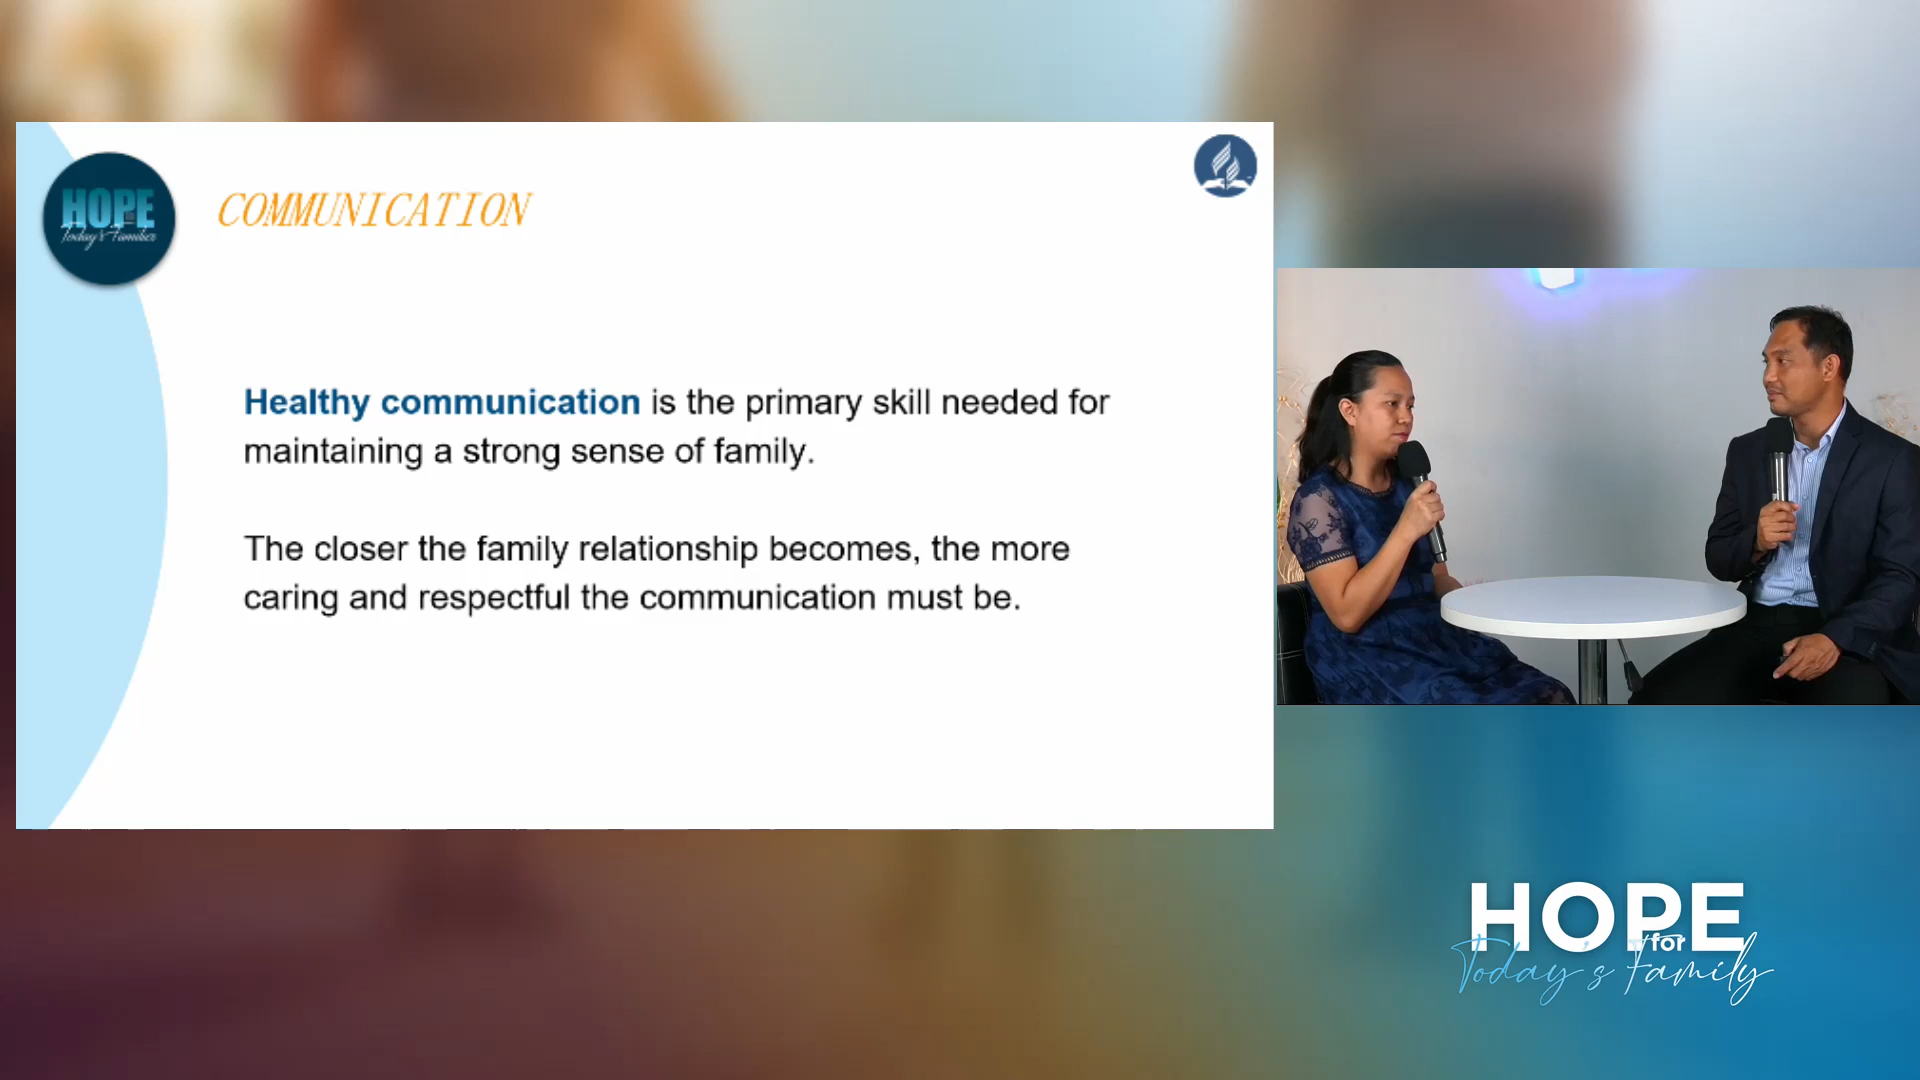 HOPE
Today's Families
COMMUNICATION
Healthy communication is the primary skill needed for
maintaining a strong sense of family.
The closer the family relationship becomes, the more
caring and respectful the communication must be.
HOPE
for
Today's Family